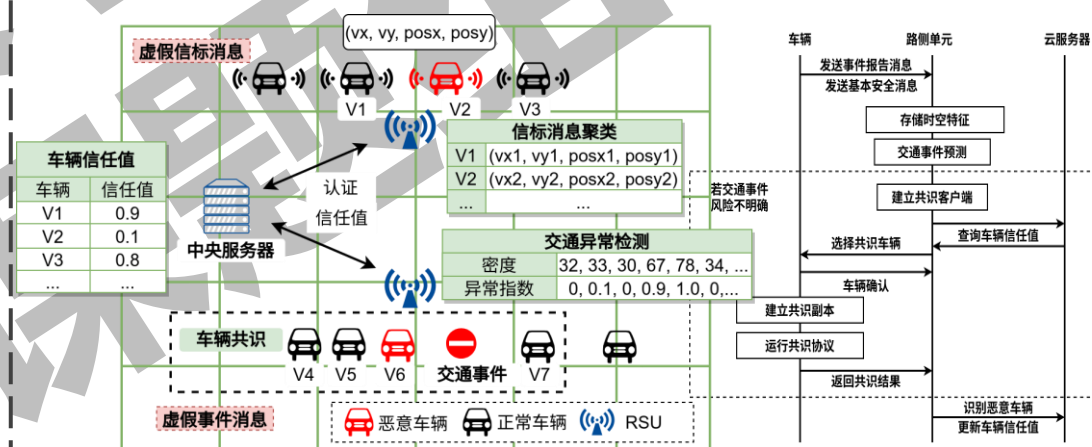 虚假信标消息
(vx, vy, posx, posy)
V1
V2
V3
信标消息聚类
V1 (vx1, vy1, posx1, posy1)
V2 (vx2, vy2, posx2, posy2)
... ...
车辆信任值
车辆 信任值
V1 0.9
V2 0.1
V3 0.8
... ...
中央服务器
认证
信任值
交通异常检测
密度 32, 33, 30, 67, 78, 34, ...
异常指数 0, 0.1, 0, 0.9, 1.0, 0,...
车辆共识
V4
V5
V6
交通事件
V7
虚假事件消息
恶意车辆
正常车辆
RSU
车辆
路侧单元
云服务器
发送事件报告消息
发送基本安全消息
存储时空特征
交通事件预测
若交通事件
风险不明确
建立共识客户端
查询车辆信任值
选择共识车辆
车辆确认
建立共识副本
运行共识协议
返回共识结果
识别恶意车辆
更新车辆信任值